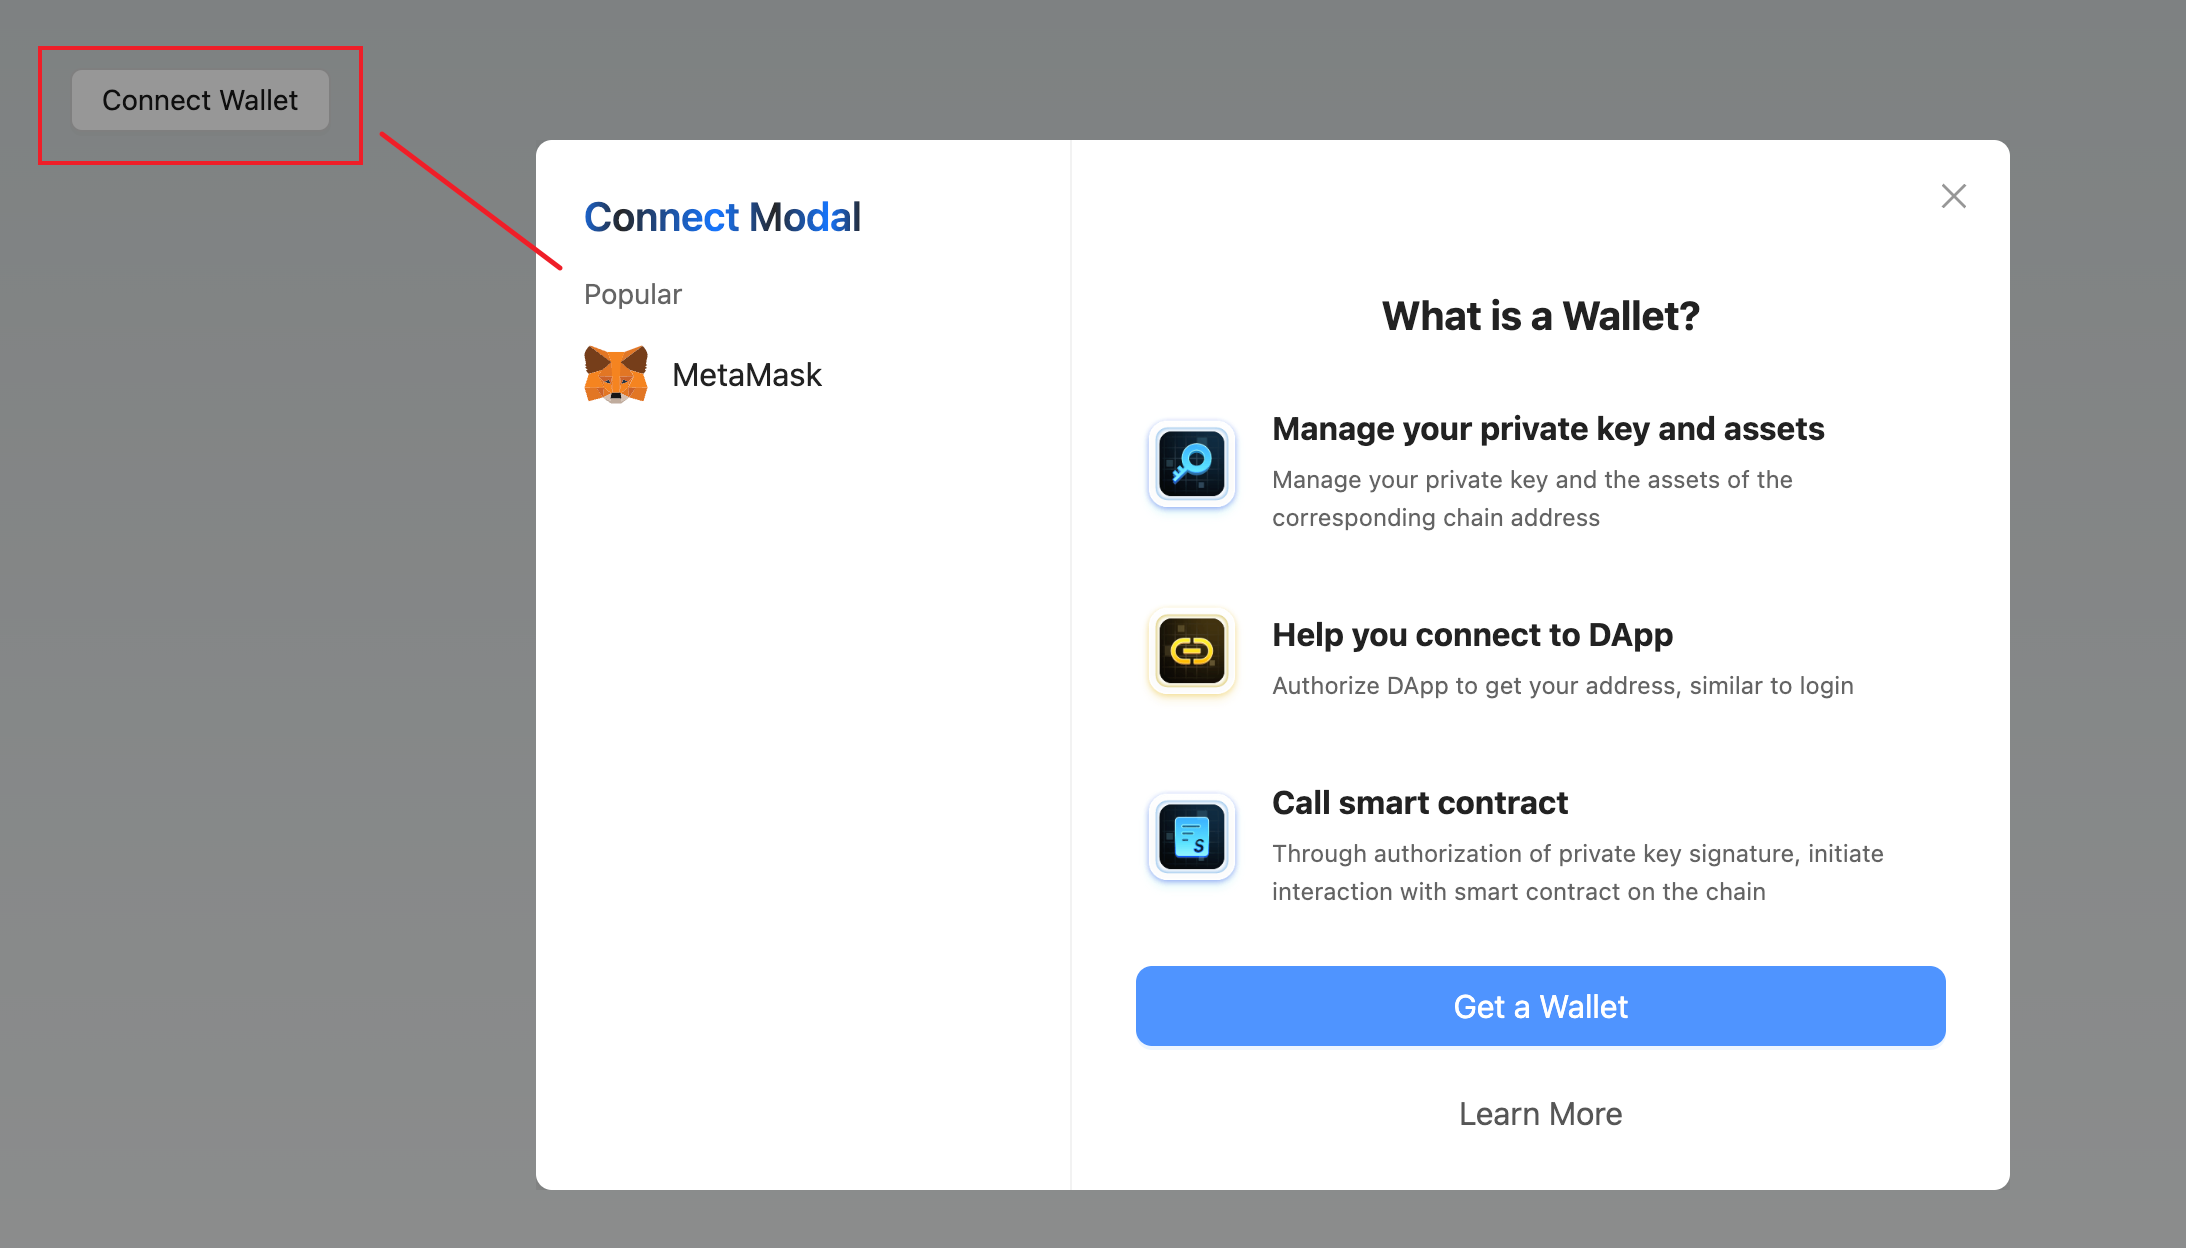 Connect Wallet
Connect Modal
Popular
MetaMask
What is a Wallet?
Manage your private key and assets
Manage your private key and the assets of the
corresponding chain address
Help you connect to DApp
Authorize DApp to get your address, similar to login
Call smart contract
Through authorization of private key signature, initiate
interaction with smart contract on the chain
Get a Wallet
Learn More